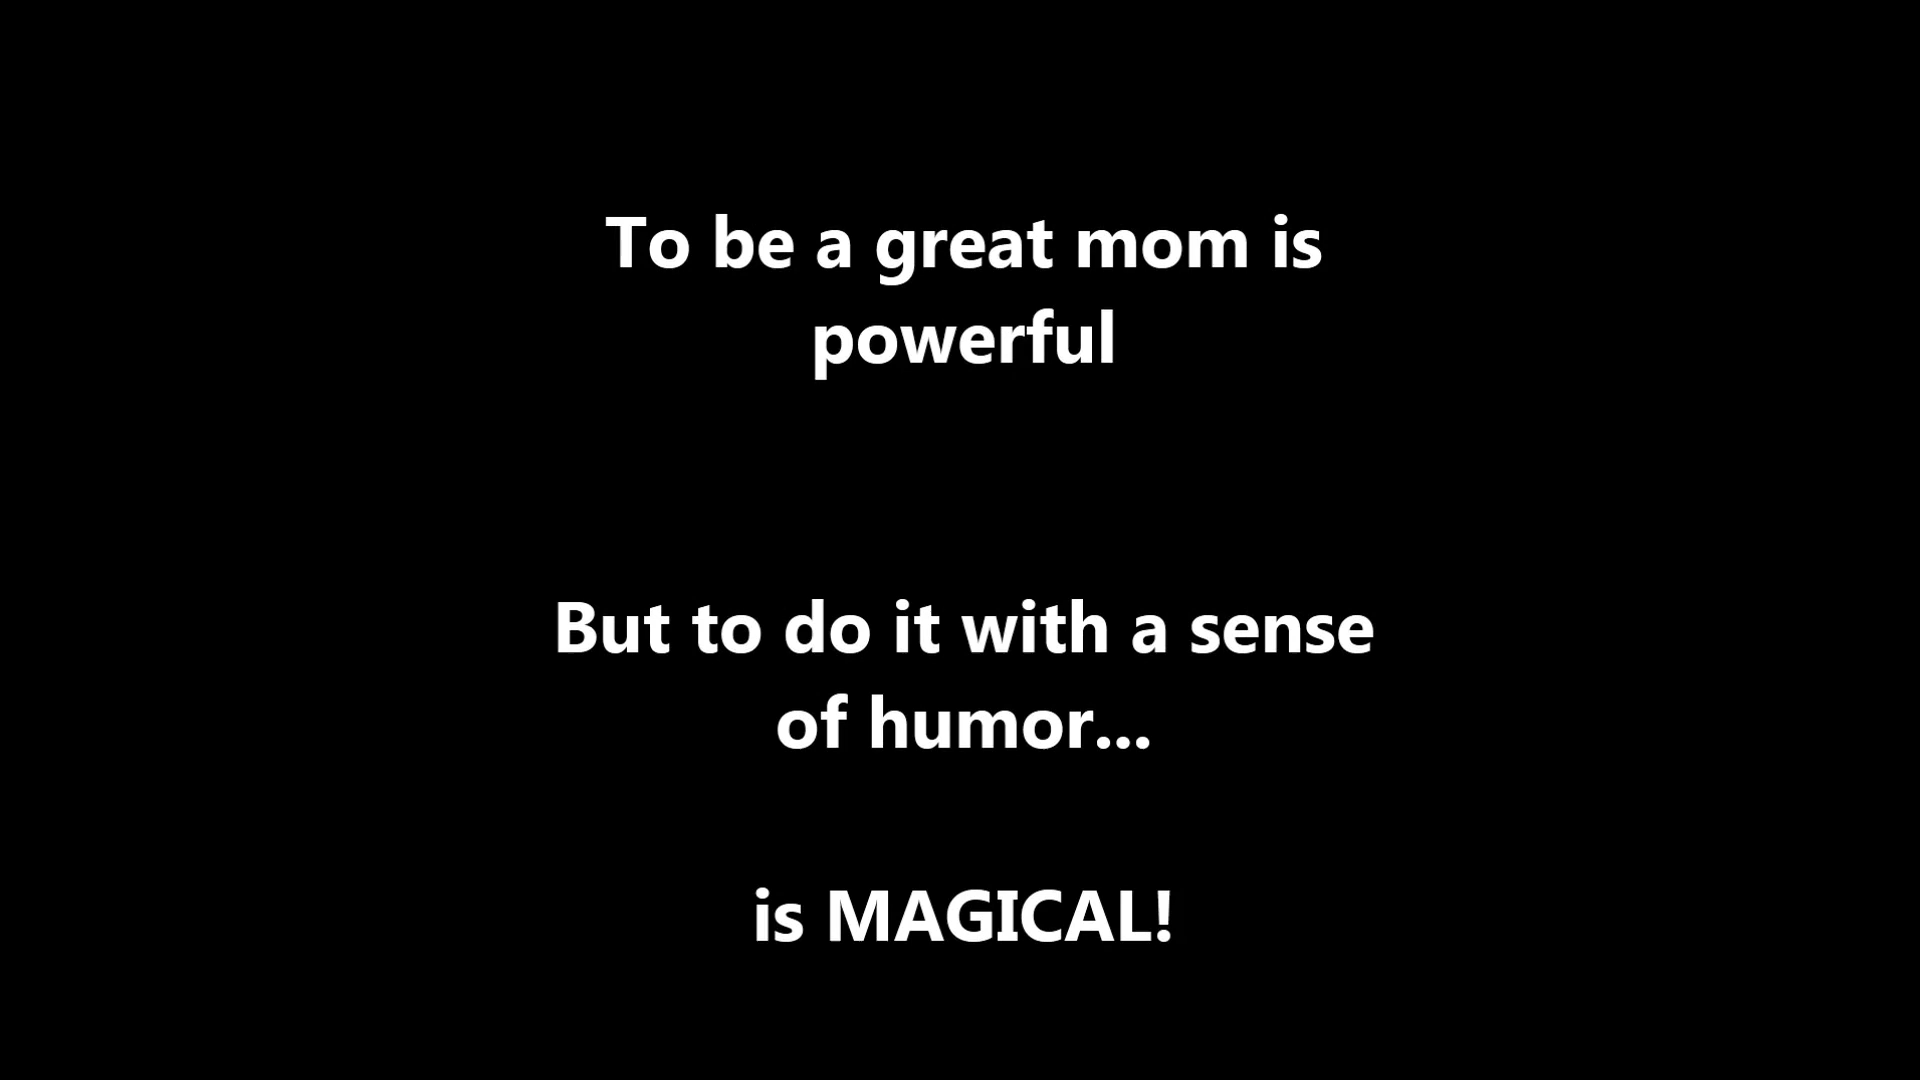 To be a great mom is
powerful
But to do it with a sense
of humor...
is MAGICAL!